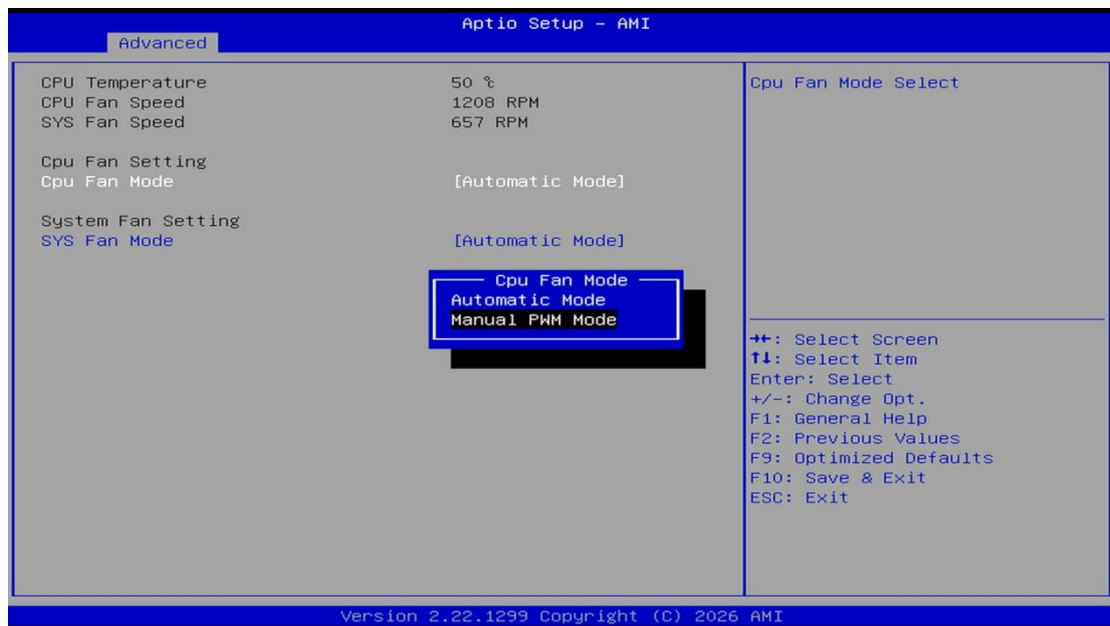 Aptio Setup – AMI
Advanced
CPU Temperature 50 ℃
CPU Fan Speed 1208 RPM
SYS Fan Speed 657 RPM
Cpu Fan Setting
Cpu Fan Mode [Automatic Mode]
System Fan Setting
SYS Fan Mode [Automatic Mode]
Cpu Fan Mode
Automatic Mode
Manual PWM Mode
Cpu Fan Mode Select
→←: Select Screen
↑↓: Select Item
Enter: Select
+/-: Change Opt.
F1: General Help
F2: Previous Values
F9: Optimized Defaults
F10: Save & Exit
ESC: Exit
Version 2.22.1299 Copyright (C) 2026 AMI